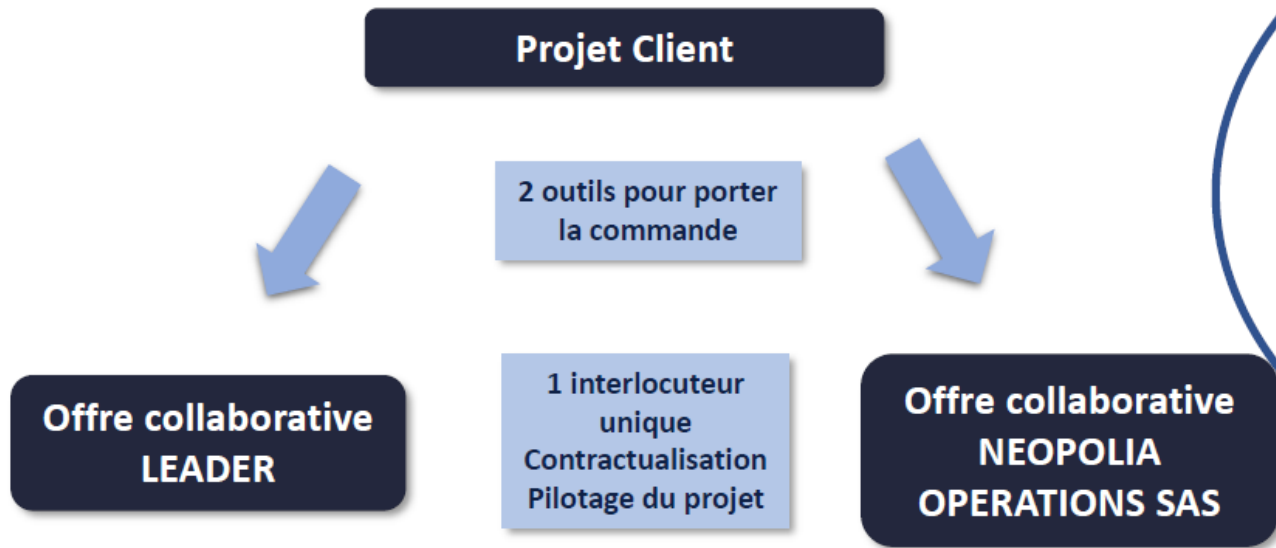 Projet Client
2 outils pour porter
la commande
Offre collaborative
LEADER
1 interlocuteur
unique
Contractualisation
Pilotage du projet
Offre collaborative
NEOPOLIA
OPERATIONS SAS